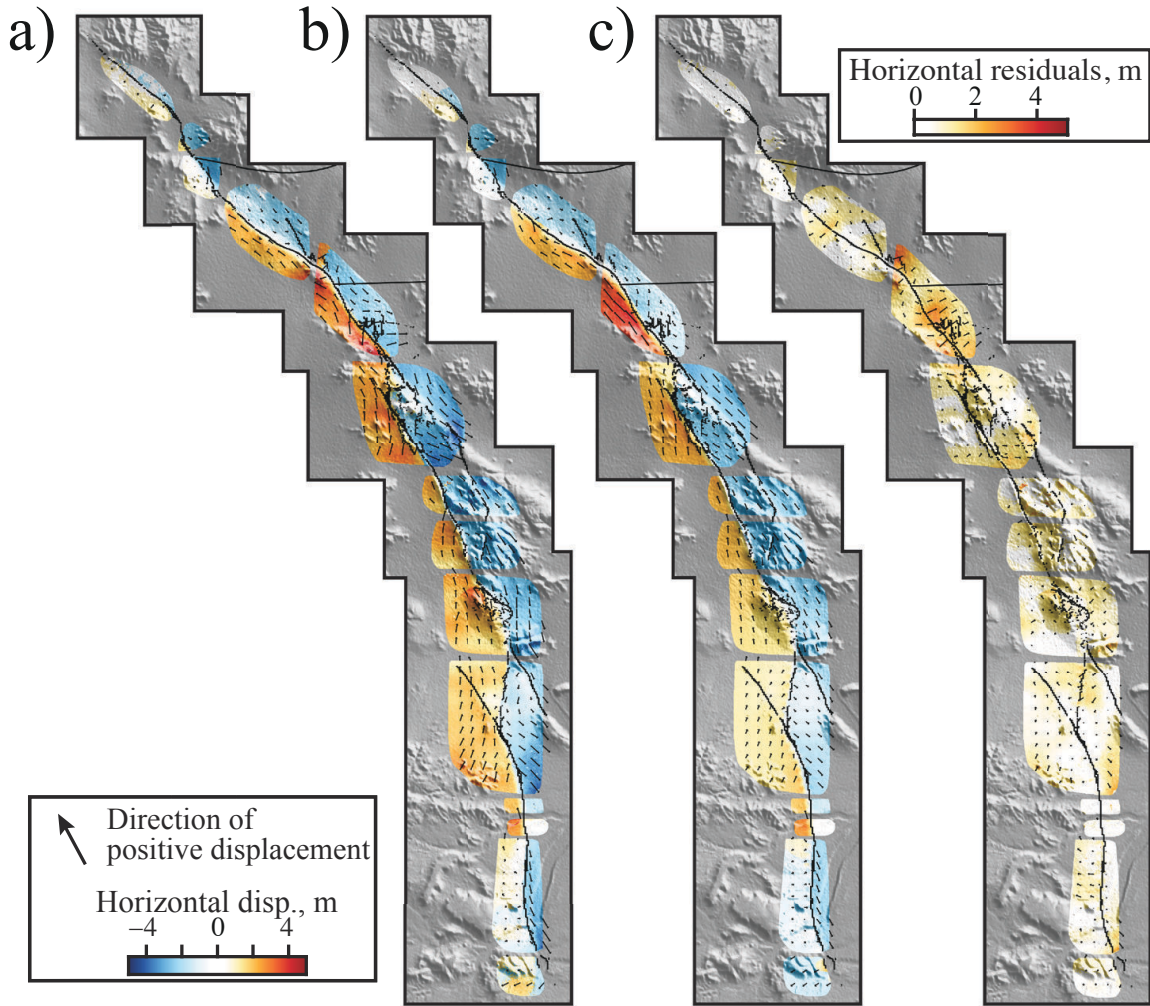 a)
b)
c)
Horizontal residuals, m
0 2 4
Direction of
positive displacement
Horizontal disp., m
−4 0 4